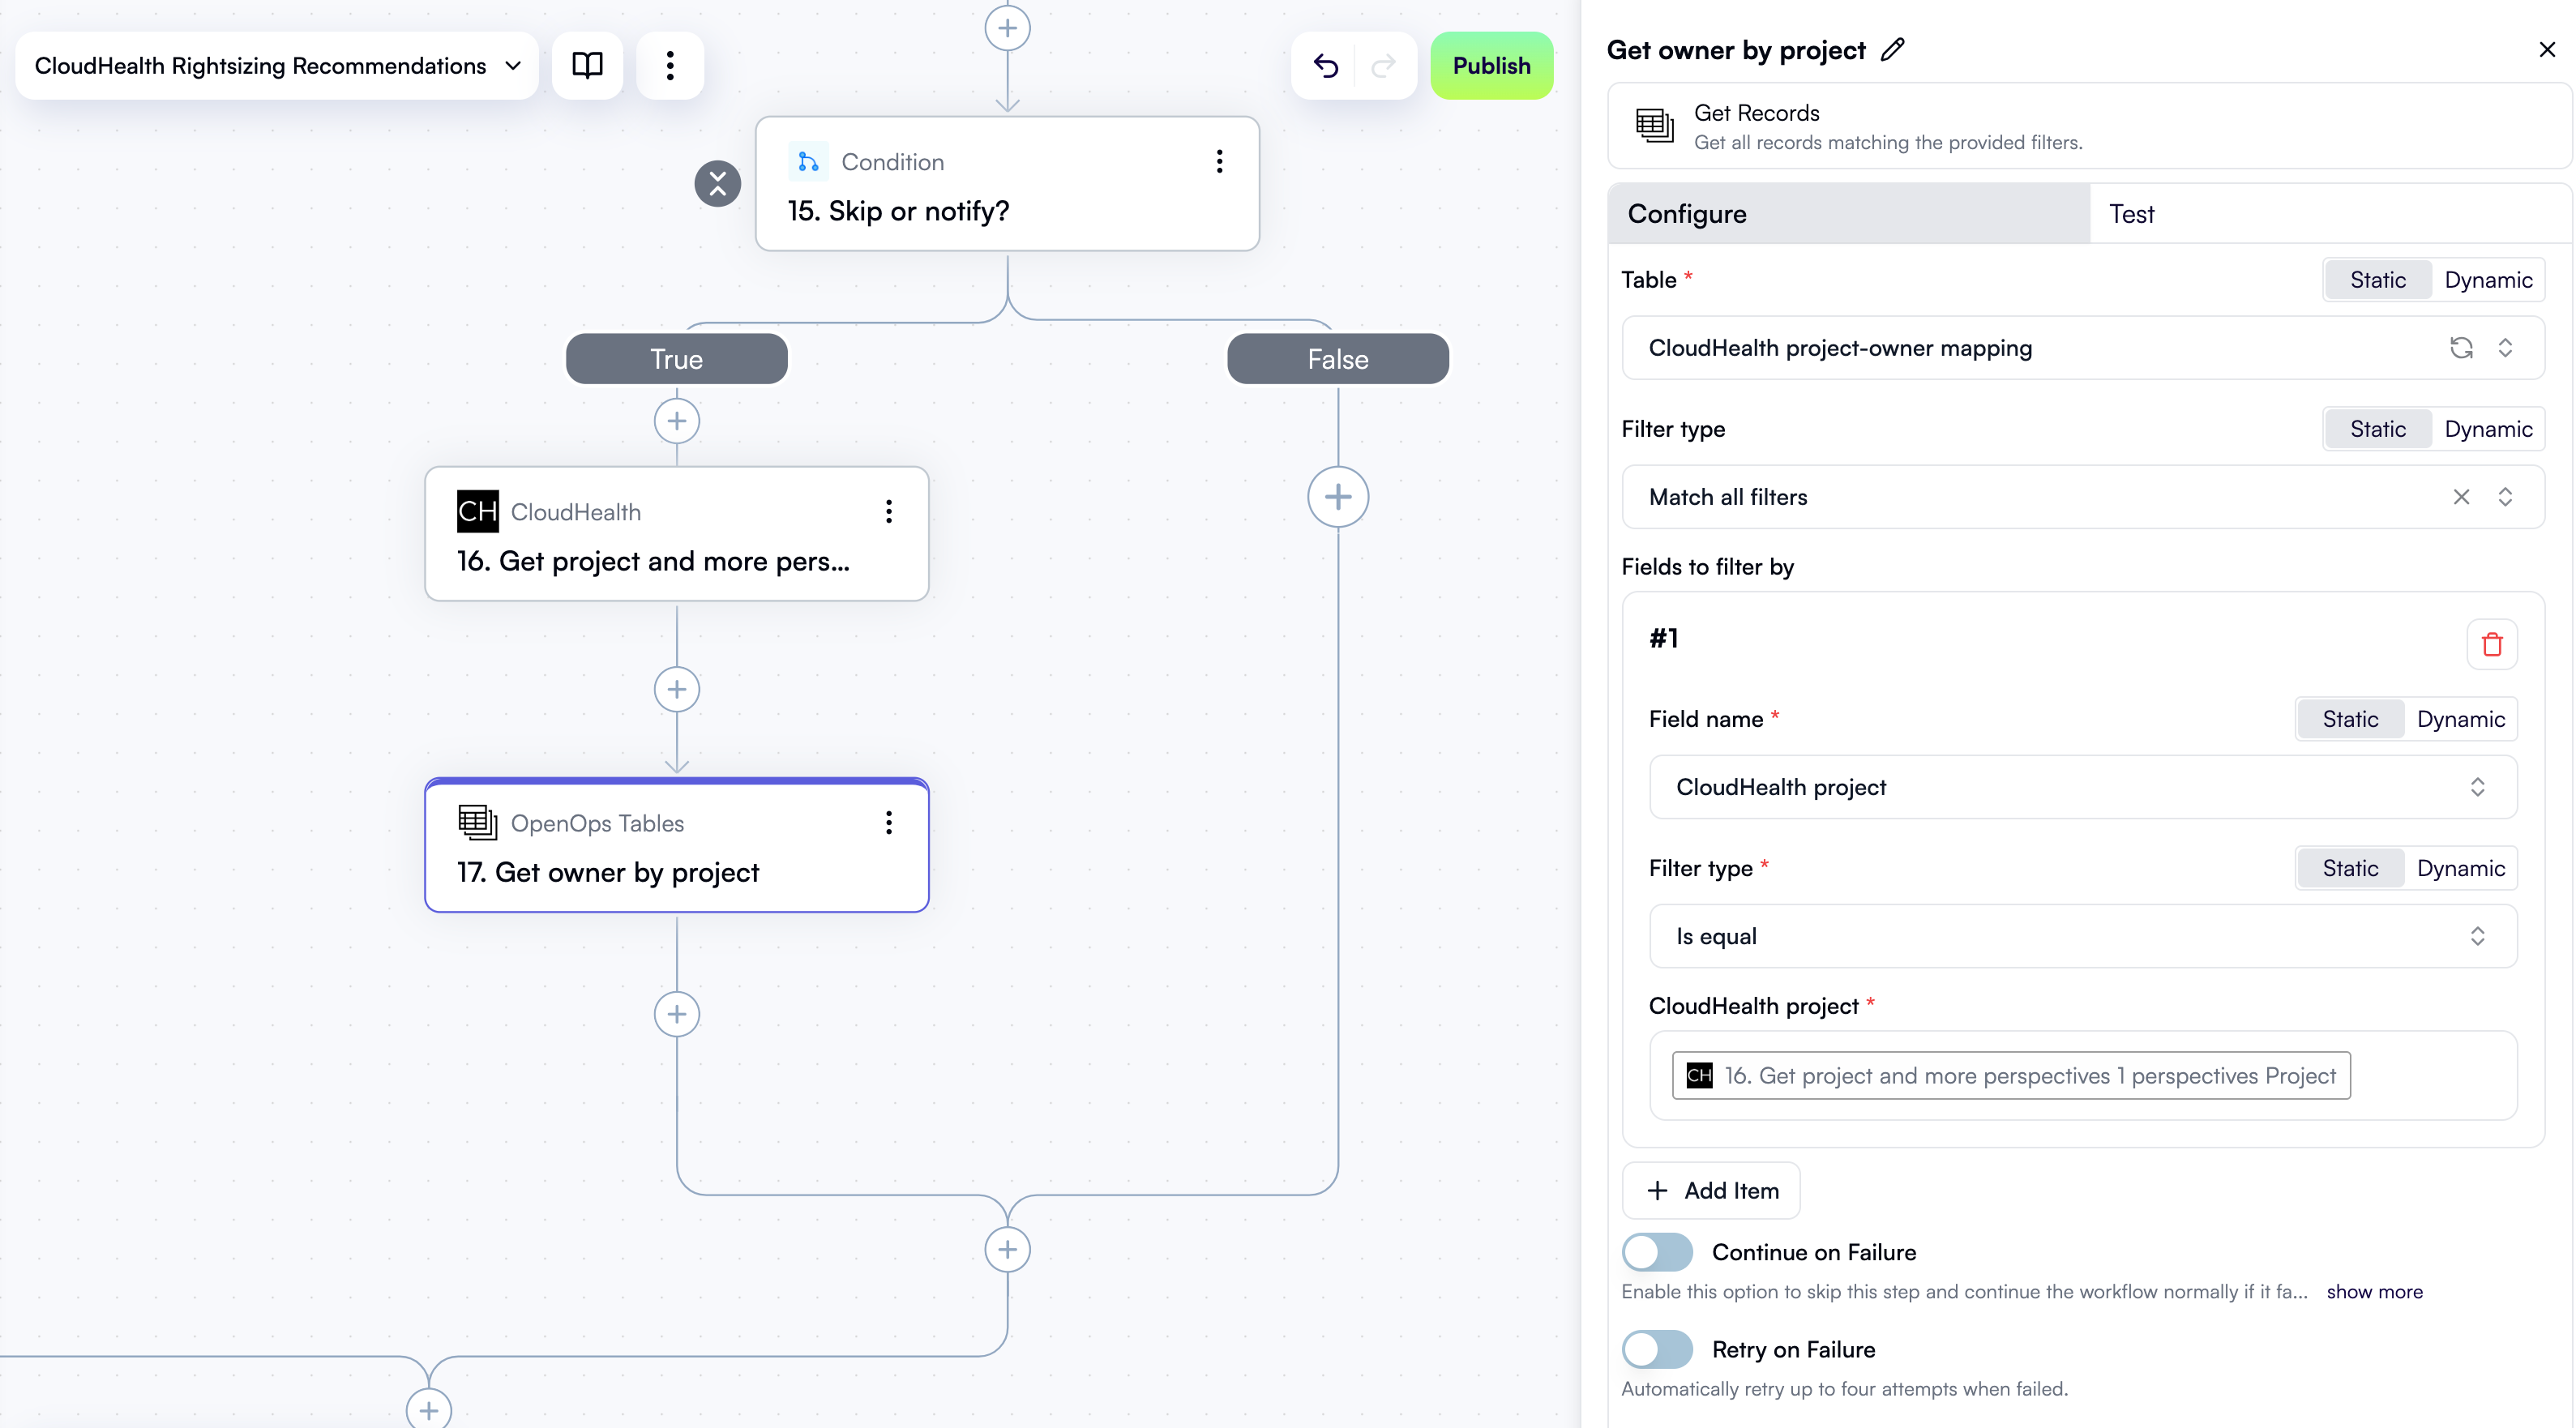 CloudHealth Rightsizing Recommendations
Publish
Condition
15. Skip or notify?
True
False
CH CloudHealth
16. Get project and more pers...
OpenOps Tables
17. Get owner by project
Get owner by project
Get Records
Get all records matching the provided filters.
Configure
Test
Table *
Static Dynamic
CloudHealth project-owner mapping
Filter type
Static Dynamic
Match all filters
Fields to filter by
#1
Field name *
Static Dynamic
CloudHealth project
Filter type *
Static Dynamic
Is equal
CloudHealth project *
CH 16. Get project and more perspectives 1 perspectives Project
Add Item
Continue on Failure
Enable this option to skip this step and continue the workflow normally if it fa... show more
Retry on Failure
Automatically retry up to four attempts when failed.